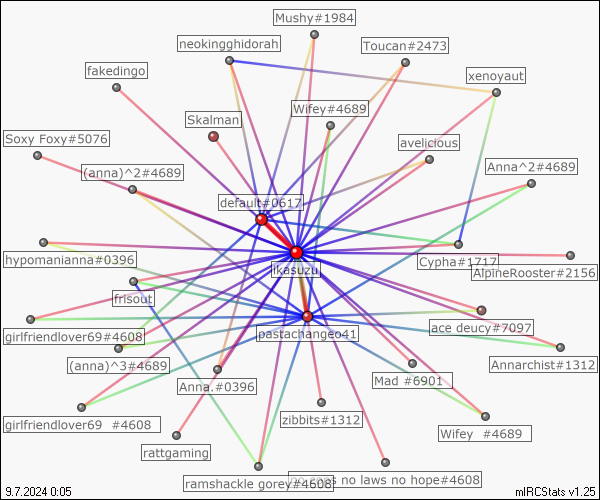 Mushy#1984
neokingghidorah
Toucan#2473
fakedingo
xenoyaut
Wifey#4689
Skalman
Soxy Foxy#5076
avelicious
(anna)^2#4689
Anna^2#4689
default#0617
hypomaniamna#0396
likasuzu
Cypha#1717
AlpineRooster#2156
frisout
girlfriendlover69#4608
pastachangeo41
ace deucy#7097
(anna)^3#4689
Annarchist#1312
Anna.#0396
Mad #6901
girlfriendlover69 #4608
zibbits#1312
Wifey #4689
rattgaming
ramshackle gorey#4608
no laws no hope#4608
9.7.2024 0:05
mIRCStats v1.25